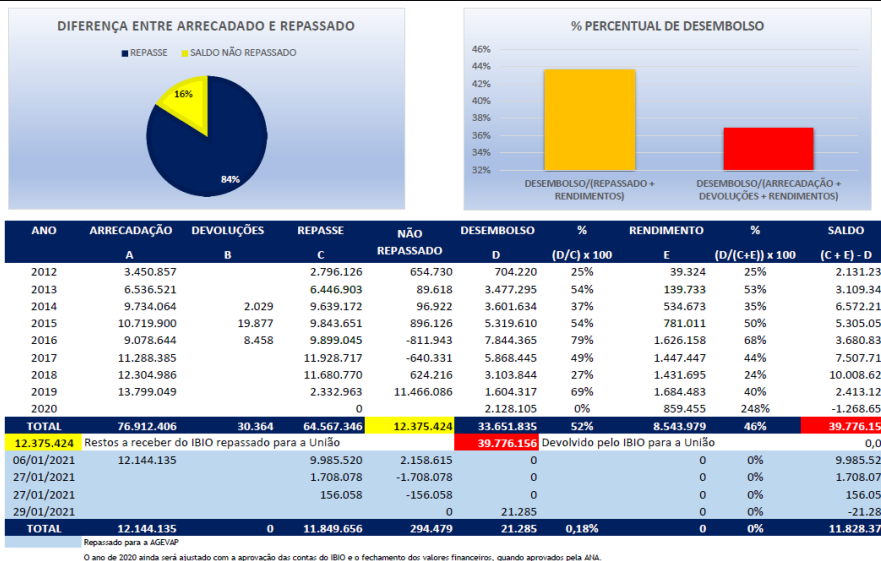 DIFERENÇA ENTRE ARRECADADO E REPASSADO
REPASSE SALDO NÃO REPASSADO
16%
84%
% PERCENTUAL DE DESEMBOLSO
46%
44%
42%
40%
38%
36%
34%
32%
DESEMBOLSO/(REPASSADO + RENDIMENTOS)
DESEMBOLSO/(ARRECADAÇÃO + DEVOLUÇÕES + RENDIMENTOS)
ANO ARRECADAÇÃO DEVOLUÇÕES REPASSE NÃO REPASSADO DESEMBOLSO % RENDIMENTO % SALDO
A B C D (D/C) x 100 E (D/(C+E)) x 100 (C + E) - D
2012 3.450.857 2.796.126 654.730 704.220 25% 39.324 25% 2.131.23
2013 6.536.521 6.446.903 89.618 3.477.295 54% 139.733 53% 3.109.34
2014 9.734.064 2.029 9.639.172 96.922 3.601.634 37% 534.673 35% 6.572.21
2015 10.719.900 19.877 9.843.651 896.126 5.319.610 54% 781.011 50% 5.305.05
2016 9.078.644 8.458 9.899.045 -811.943 7.844.365 79% 1.626.158 68% 3.680.83
2017 11.288.385 11.928.717 -640.331 5.868.445 49% 1.447.447 44% 7.507.71
2018 12.304.986 11.680.770 624.216 3.103.844 27% 1.431.695 24% 10.008.62
2019 13.799.049 2.332.963 11.466.086 1.604.317 69% 1.684.483 40% 2.413.12
2020 0 2.128.105 0% 859.455 248% -1.268.65
TOTAL 76.912.406 30.364 64.567.346 12.375.424 33.651.835 52% 8.543.979 46% 39.776.15
12.375.424 Restos a receber do IBIO repassado para a União 39.776.156 Devolvido pelo IBIO para a União 0,0
06/01/2021 12.144.135 9.985.520 2.158.615 0 0 0% 9.985.52
27/01/2021 1.708.078 -1.708.078 0 0 0% 1.708.07
27/01/2021 156.058 -156.058 0 0 0% 156.05
29/01/2021 0 21.285 0 0% -21.28
TOTAL 12.144.135 0 11.849.656 294.479 21.285 0,18% 0 0% 11.828.37
Repassado para a AGEVAP
O ano de 2020 ainda será ajustado com a aprovação das contas do IBIO e o fechamento dos valores financeiros, quando aprovados pela ANA.